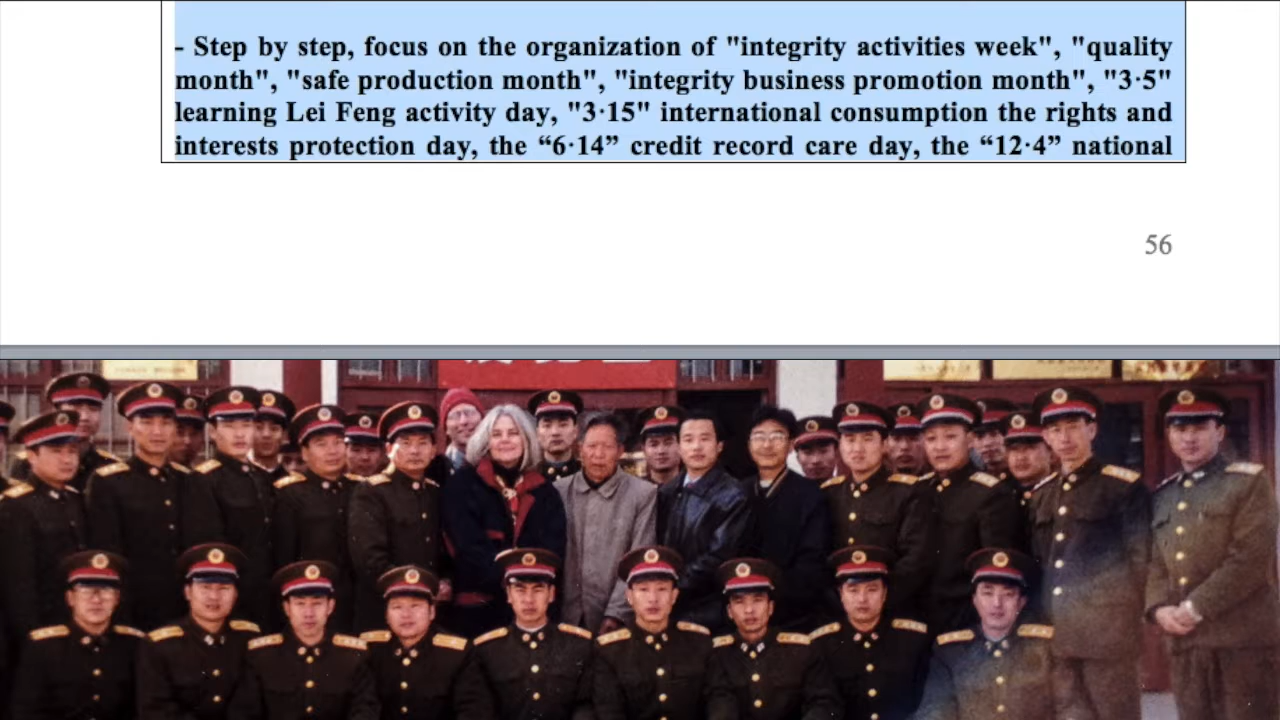 - Step by step, focus on the organization of "integrity activities week", "quality
month", "safe production month", "integrity business promotion month", "3·5"
learning Lei Feng activity day, "3·15" international consumption the rights and
interests protection day, the “6·14” credit record care day, the “12·4” national
56